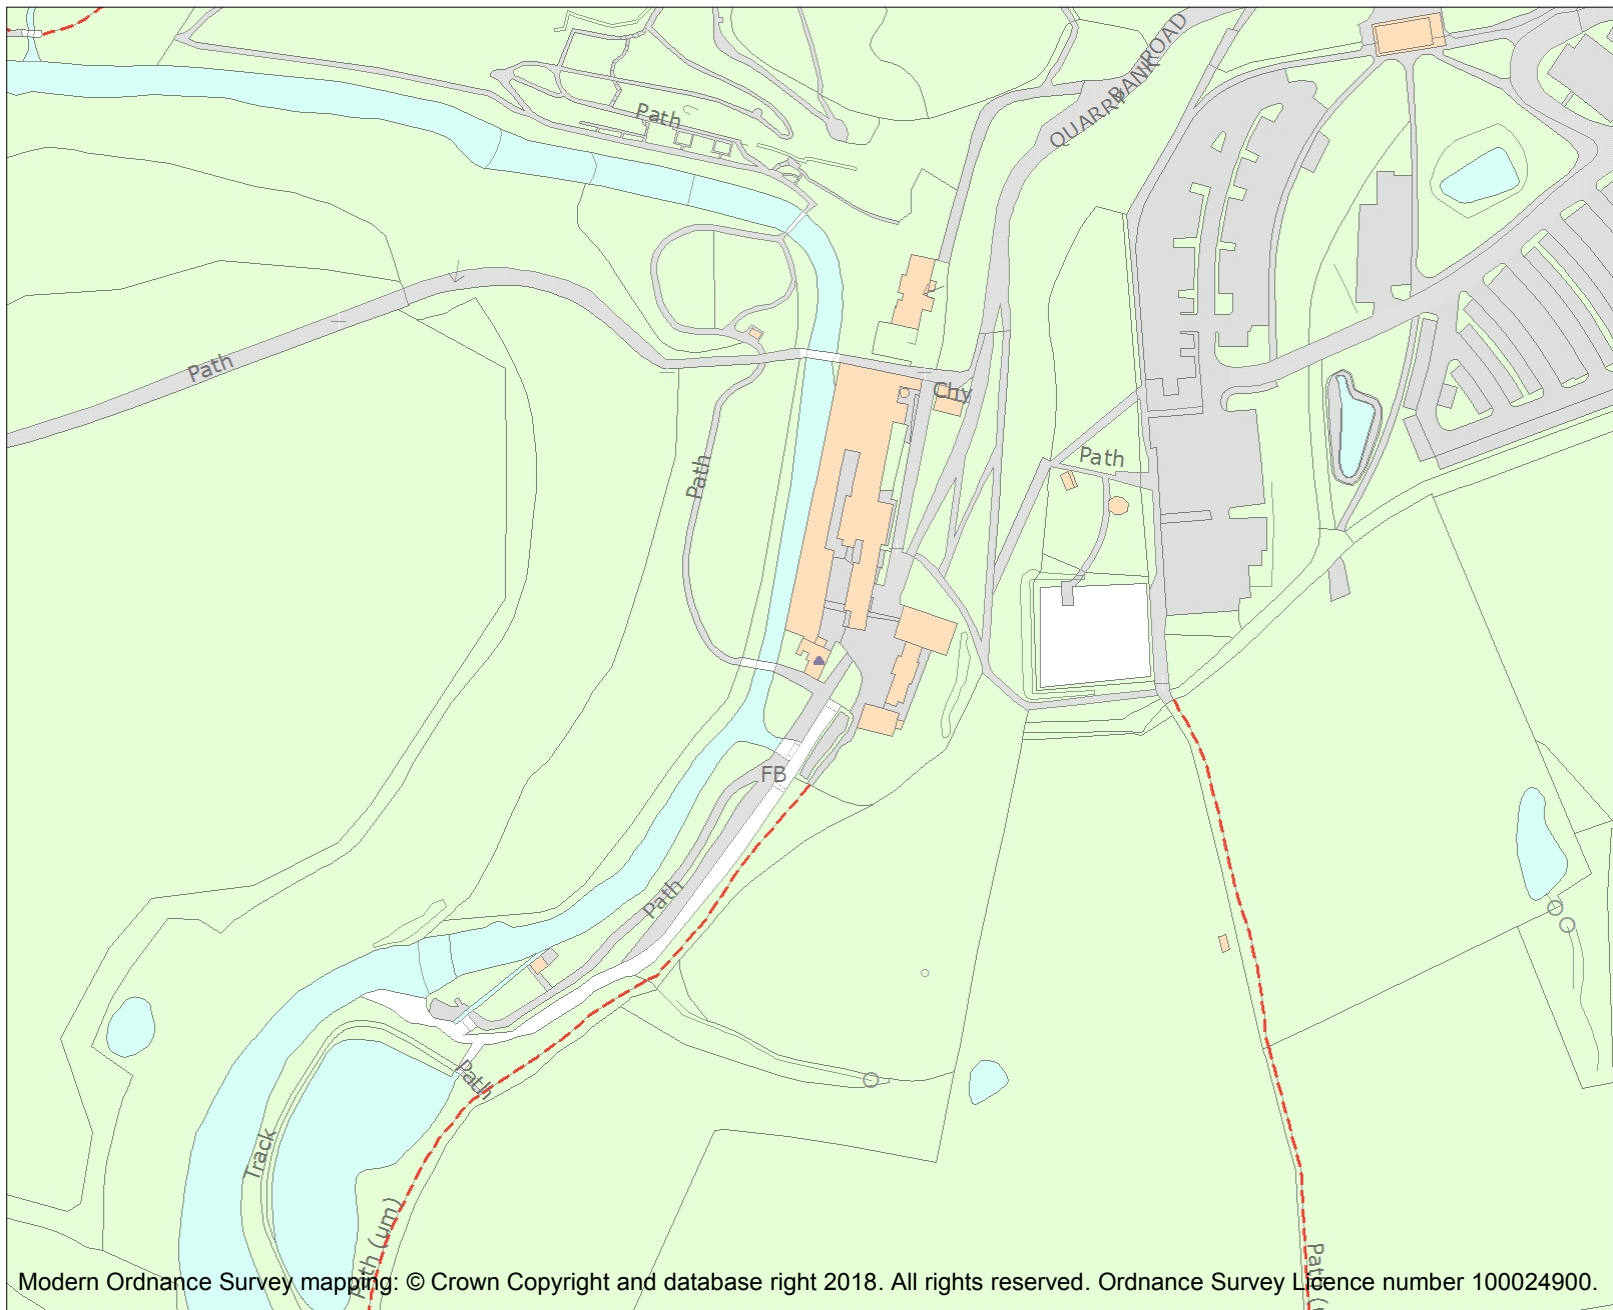 QUARRY BANK ROAD
Path
Path
Chy
Path
Path
FB
Path
Path
Track
Path (um)
Path (u
Modern Ordnance Survey mapping: © Crown Copyright and database right 2018. All rights reserved. Ordnance Survey Licence number 100024900.